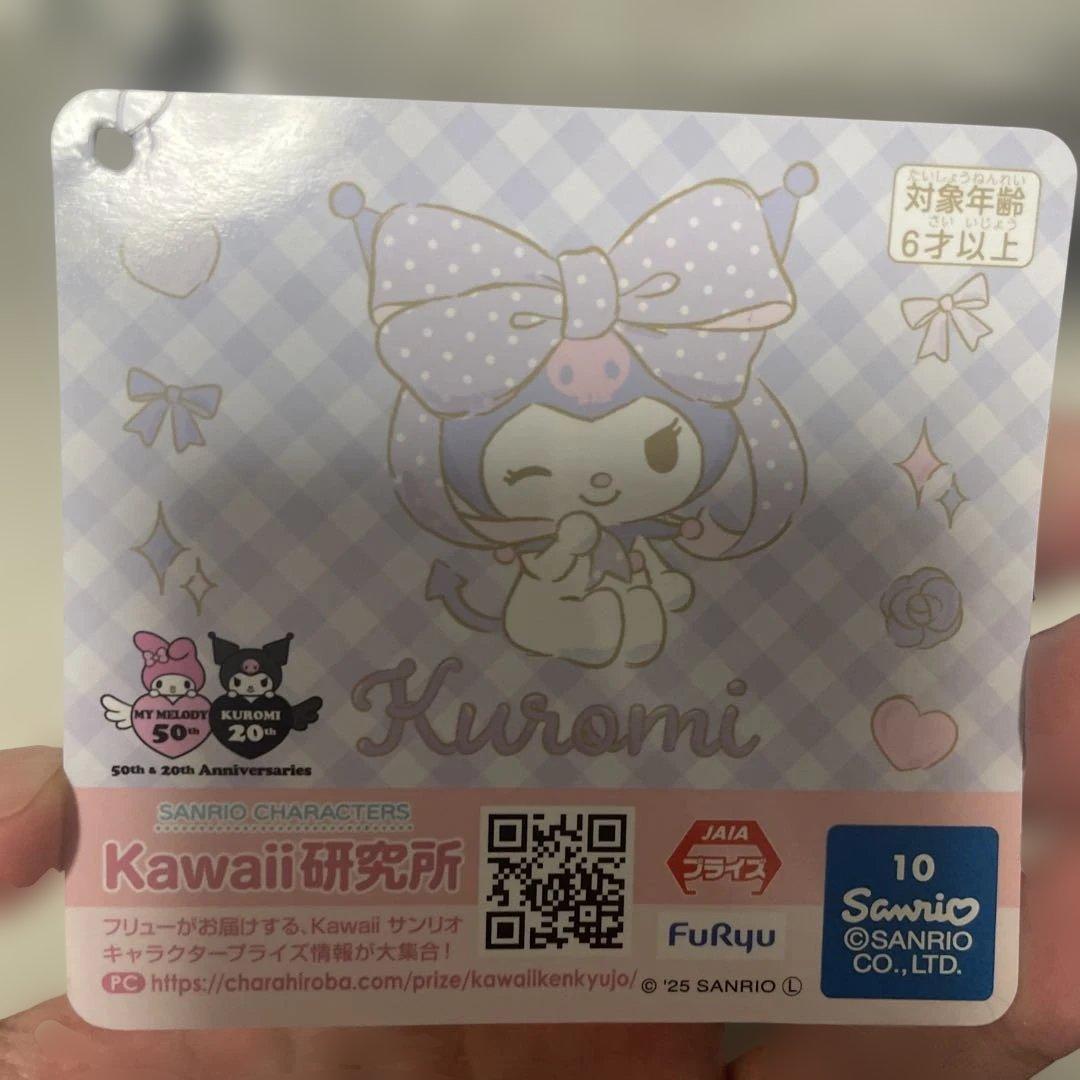 たいしょうねんれい
対象年齢
さい いじょう
6才以上
MY MELODY
50th
KUROMI
20th
50th & 20th Anniversaries
Kuromi
SANRIO CHARACTERS
Kawaii研究所
フリューがお届けする、Kawaii サンリオ
キャラクタープライズ情報が大集合!
PC https://charahiroba.com/prize/kawaiikenkyujo/
JAIA
プライズ
FuRyu
© '25 SANRIO Ⓛ
10
Sanrio
©SANRIO
CO.,LTD.